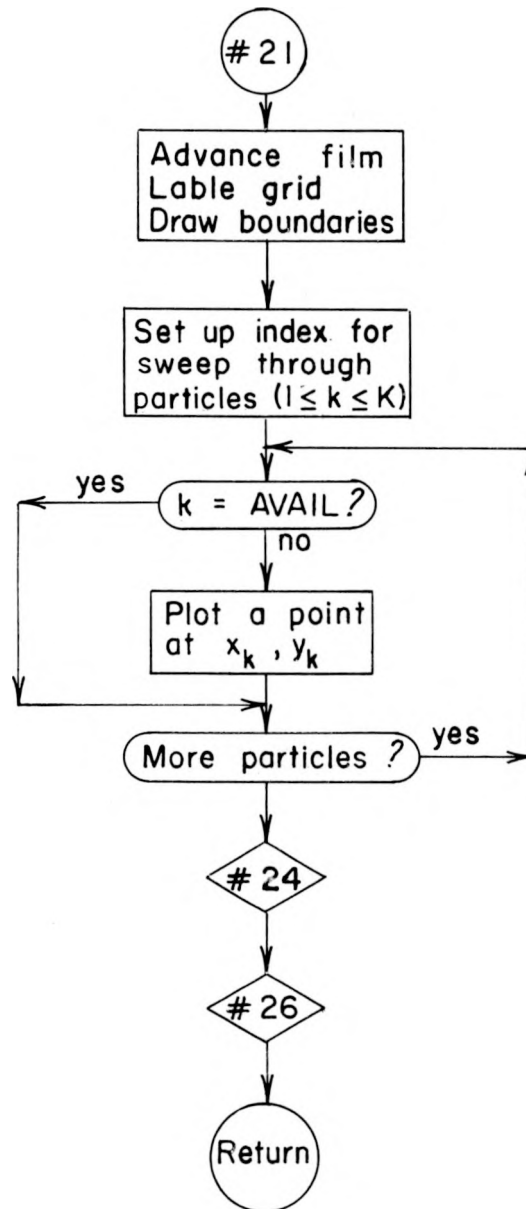 #21
Advance film
Lable grid
Draw boundaries
Set up index for
sweep through
particles (1 ≤ k ≤ K)
yes
k = AVAIL?
no
Plot a point
at xₖ , yₖ
More particles ?
yes
#24
#26
Return